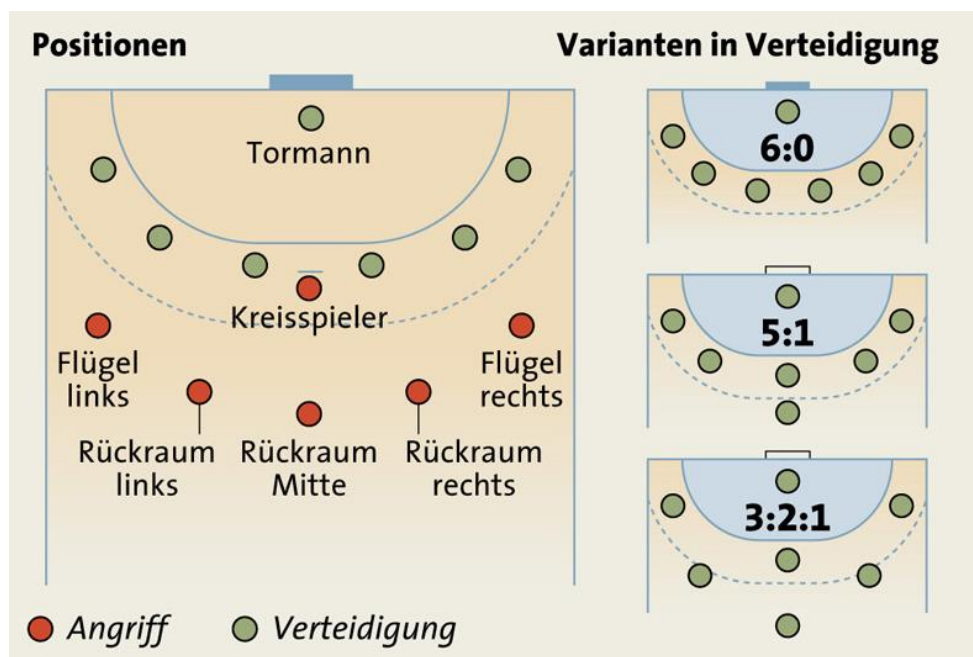 Positionen
Tormann
Kreisspieler
Flügel
links
Flügel
rechts
Rückraum
links
Rückraum
Mitte
Rückraum
rechts
Angriff
Verteidigung
Varianten in Verteidigung
6:0
5:1
3:2:1